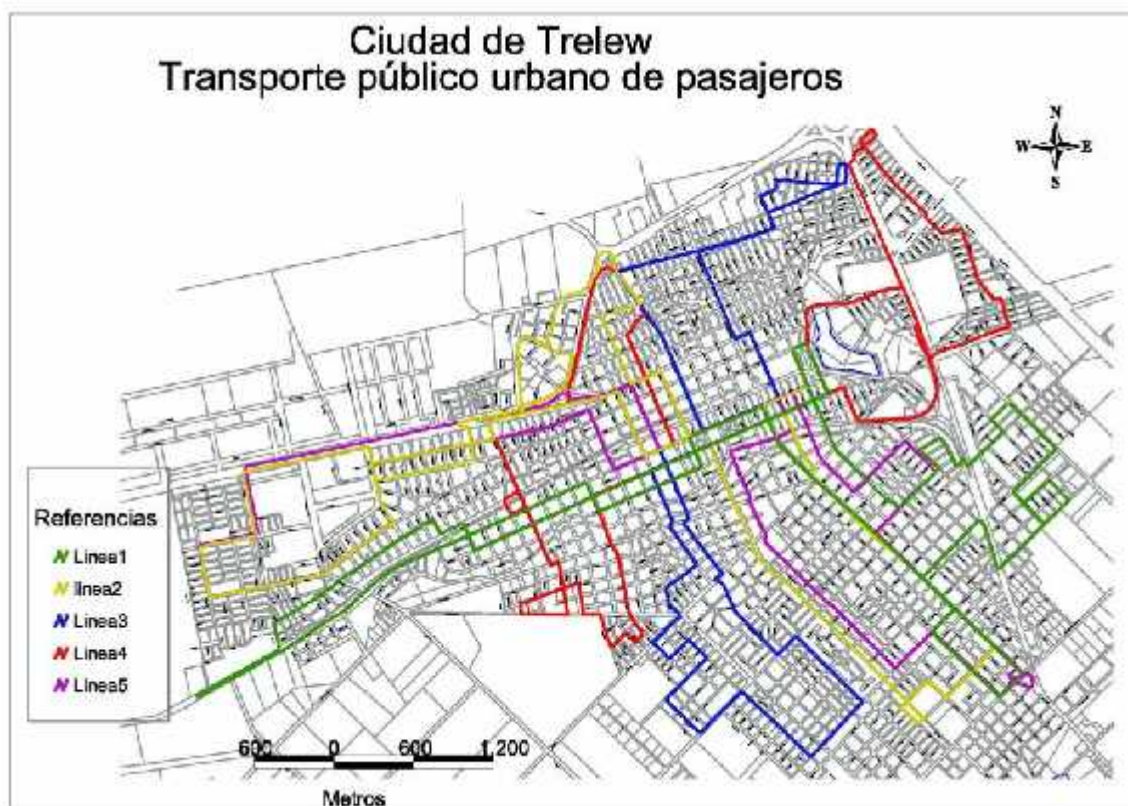 Ciudad de Trelew
Transporte público urbano de pasajeros
N
W E
S
Referencias
Linea1
linea2
Linea3
Linea4
Linea5
600 0 600 1,200
Metros